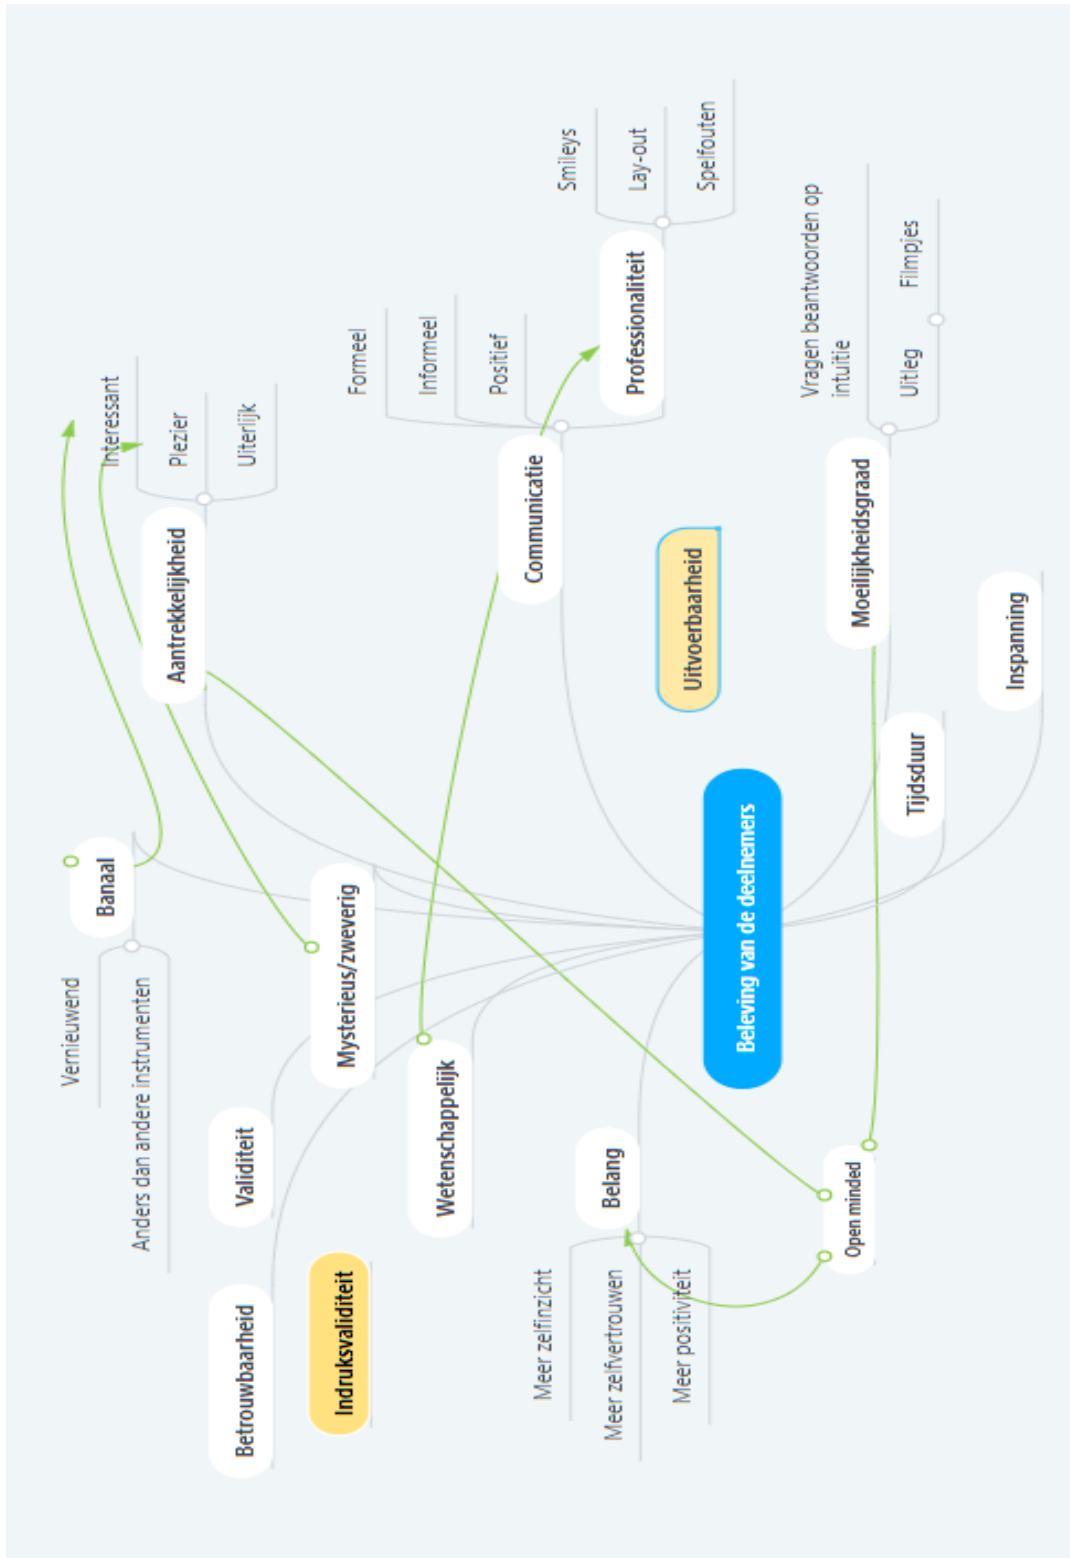 Vernieuwend
Banaal
Anders dan andere instrumenten
Interessant
Aantrekkelijkheid
Plezier
Uiterlijk
Betrouwbaarheid
Validiteit
Indruksvaliditeit
Mysterieus/zweverig
Wetenschappelijk
Formeel
Informeel
Positief
Communicatie
Smileys
Professionaliteit
Lay-out
Spelfouten
Meer zelfinzicht
Belang
Meer zelfvertrouwen
Meer positiviteit
Uitvoerbaarheid
Beleving van de deelnemers
Open minded
Moeilijkheidsgraad
Vragen beantwoorden op
intuïtie
Uitleg
Filmpjes
Tijdsduur
Inspanning